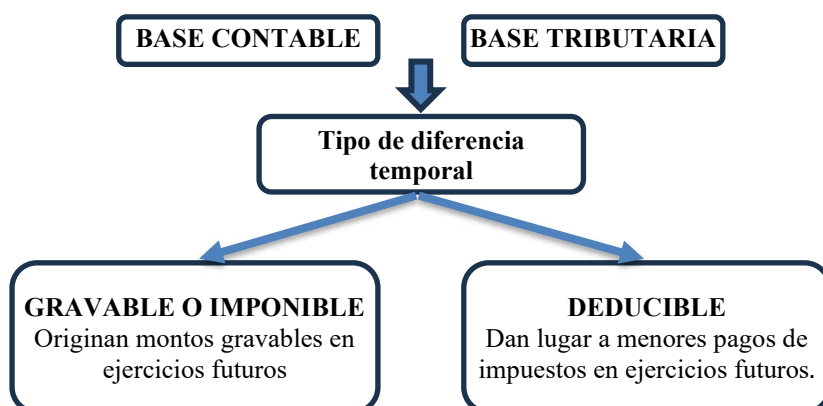 BASE CONTABLE
BASE TRIBUTARIA
Tipo de diferencia
temporal
GRAVABLE O IMPONIBLE
Originan montos gravables en
ejercicios futuros
DEDUCIBLE
Dan lugar a menores pagos de
impuestos en ejercicios futuros.